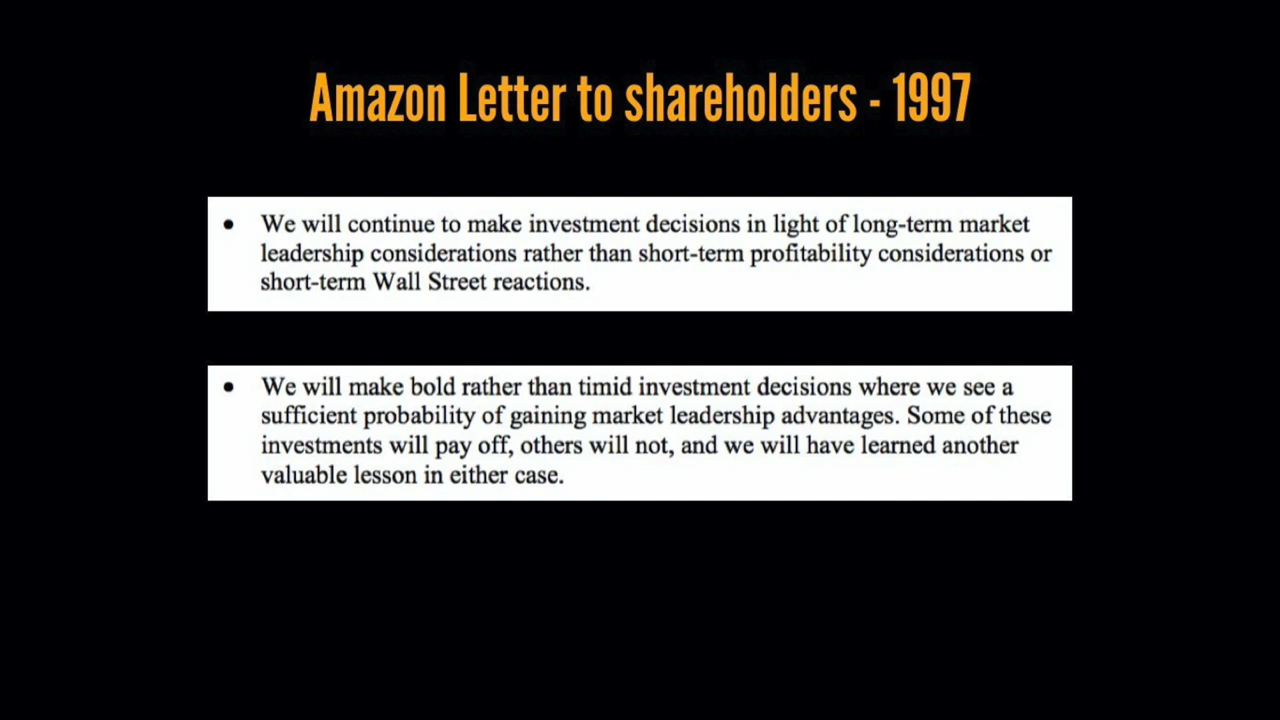 Amazon Letter to shareholders - 1997
• We will continue to make investment decisions in light of long-term market
leadership considerations rather than short-term profitability considerations or
short-term Wall Street reactions.
• We will make bold rather than timid investment decisions where we see a
sufficient probability of gaining market leadership advantages. Some of these
investments will pay off, others will not, and we will have learned another
valuable lesson in either case.